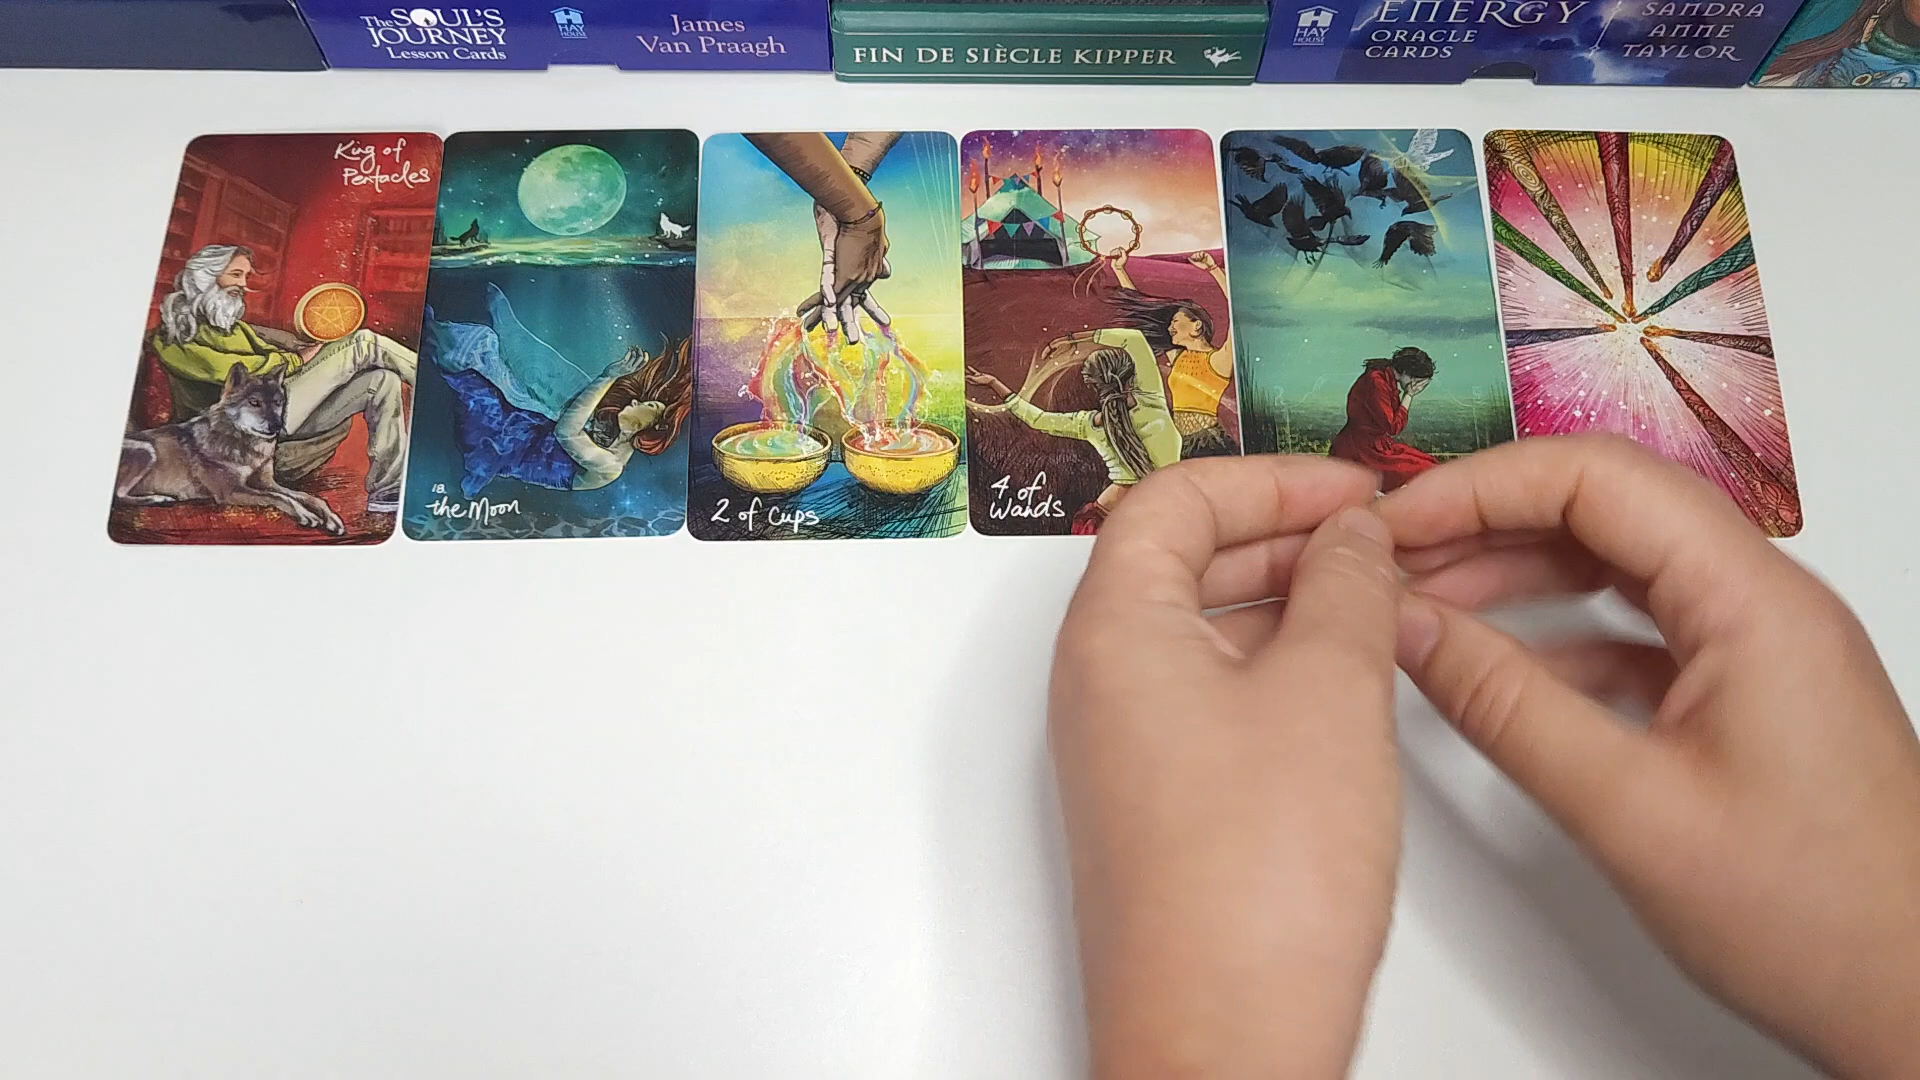 The SOUL'S
JOURNEY
Lesson Cards
HAY
HOUSE
James
Van Praagh
FIN DE SIÈCLE KIPPER
HAY
HOUSE
ENERGY
ORACLE
CARDS
SANDRA
ANNE
TAYLOR
King of
Pentacles
18
the Moon
2 of cups
4 of
Wands